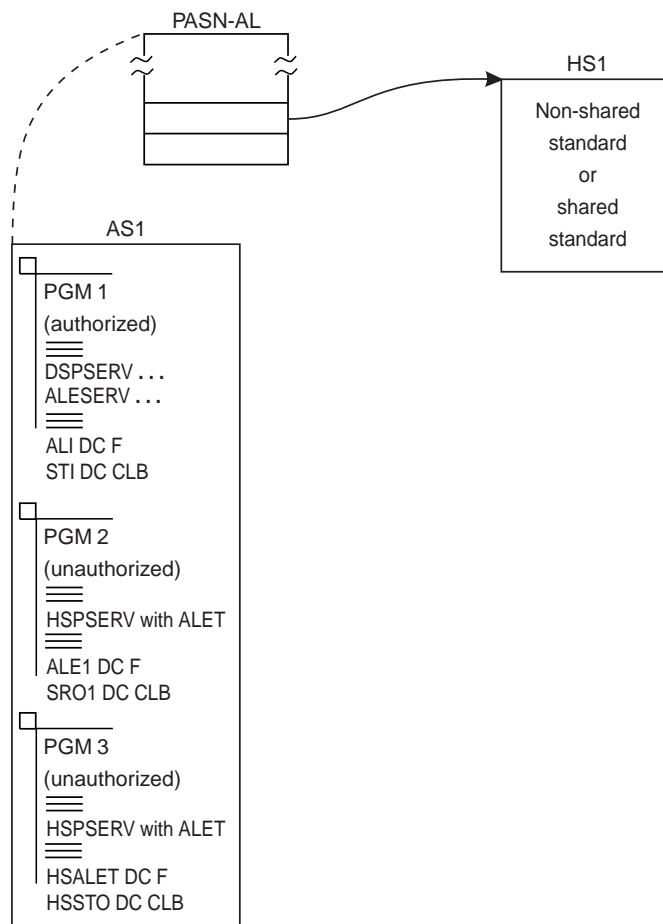 PASN-AL
HS1
Non-shared
standard
or
shared
standard
AS1
PGM 1
(authorized)
DSPSERV . . .
ALESERV . . .
ALI DC F
STI DC CLB
PGM 2
(unauthorized)
HSPSERV with ALET
ALE1 DC F
SRO1 DC CLB
PGM 3
(unauthorized)
HSPSERV with ALET
HSALET DC F
HSSTO DC CLB